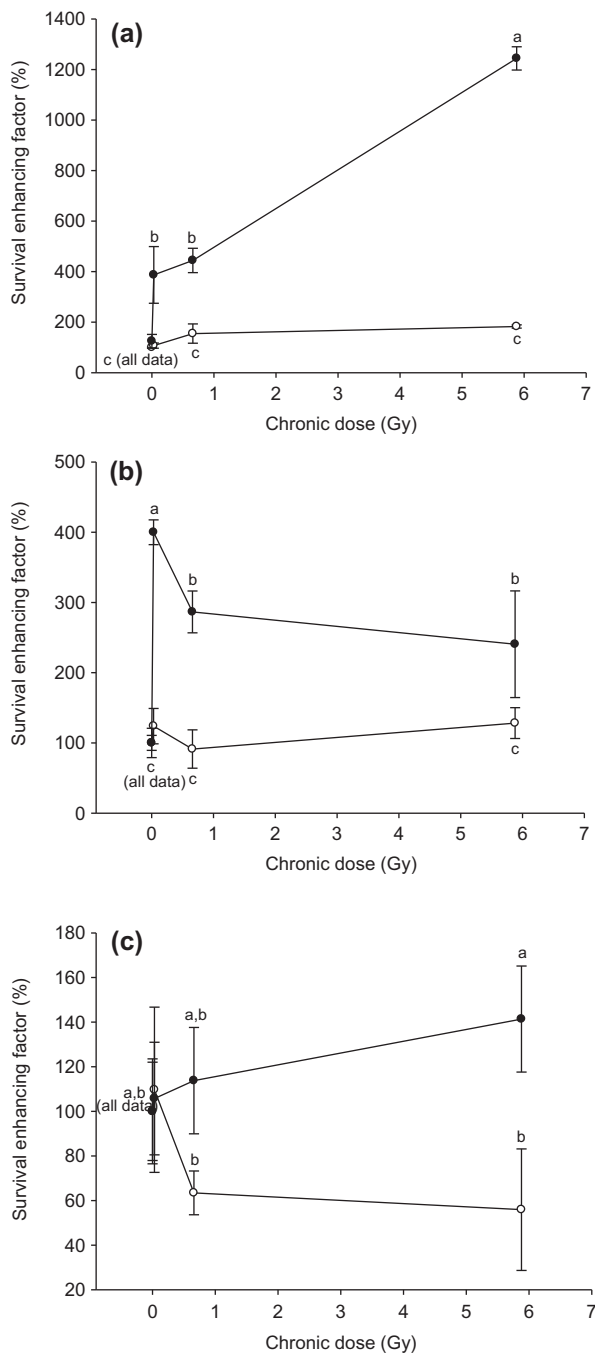 (a)
Survival enhancing factor (%)
1400
1200
1000
800
600
400
200
0
a
b
b
c (all data)
c
c
0 1 2 3 4 5 6 7
Chronic dose (Gy)
(b)
Survival enhancing factor (%)
500
400
300
200
100
0
a
b
b
c
(all data)
c
c
0 1 2 3 4 5 6 7
Chronic dose (Gy)
(c)
Survival enhancing factor (%)
180
160
140
120
100
80
60
40
20
a
a,b
a,b
(all data)
b
b
0 1 2 3 4 5 6 7
Chronic dose (Gy)